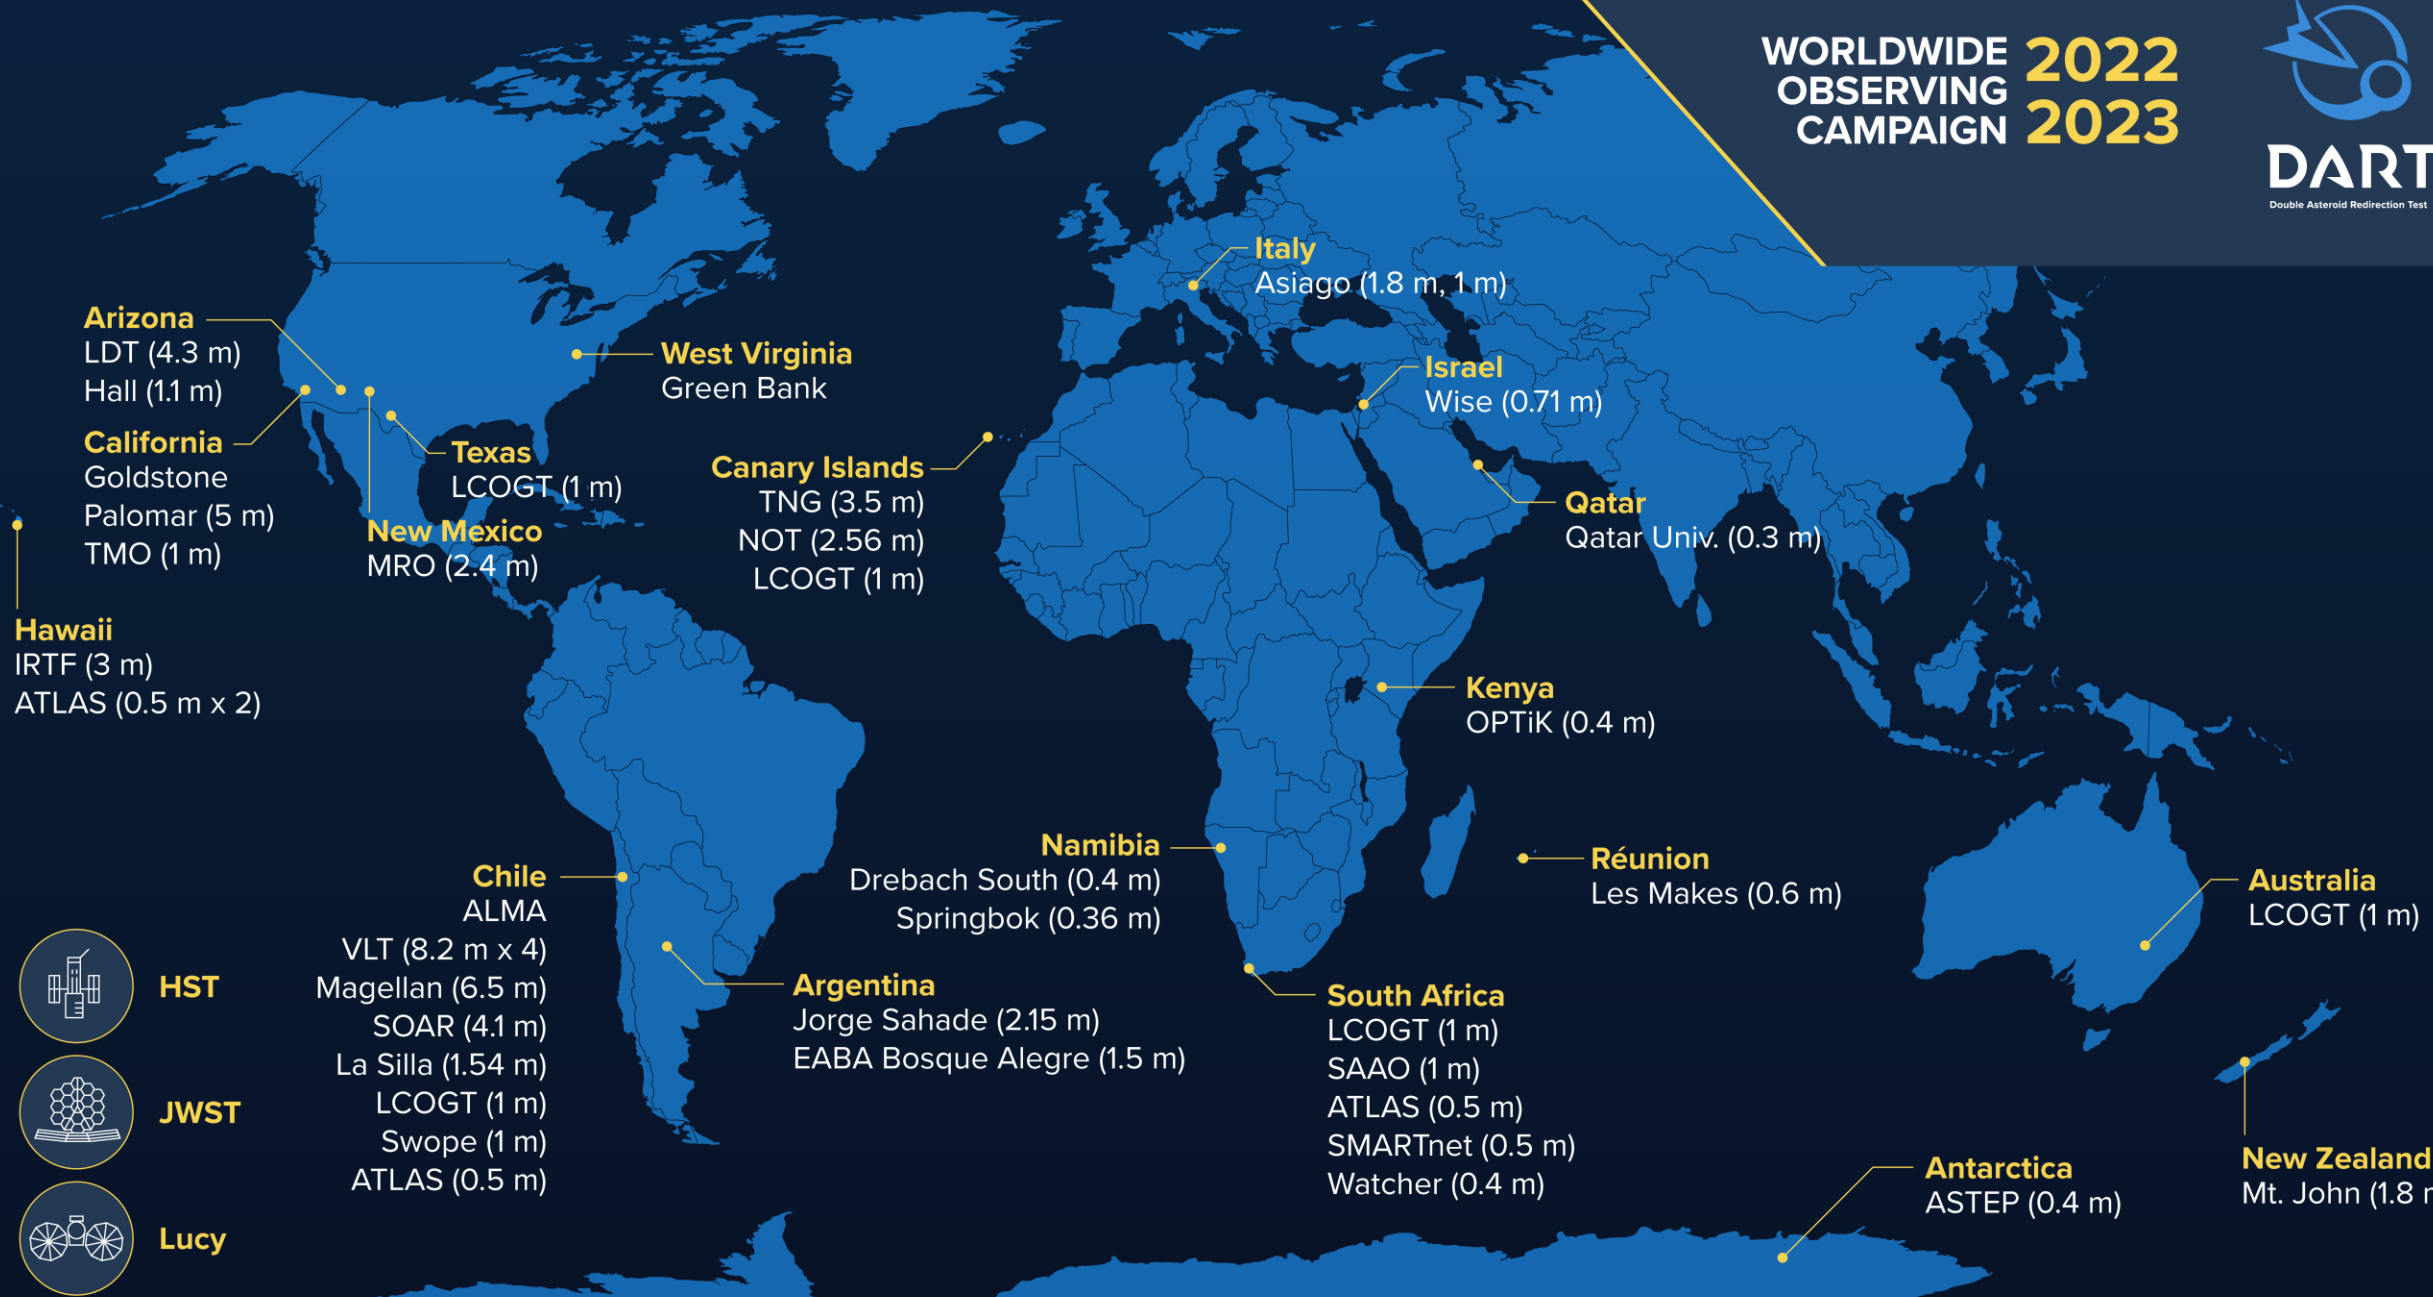 WORLDWIDE
OBSERVING
CAMPAIGN
2022
2023
DART
Double Asteroid Redirection Test
Italy
Asiago (1.8 m, 1 m)
Arizona
LDT (4.3 m)
Hall (1.1 m)
West Virginia
Green Bank
Israel
Wise (0.71 m)
California
Goldstone
Palomar (5 m)
TMO (1 m)
Texas
LCOGT (1 m)
New Mexico
MRO (2.4 m)
Canary Islands
TNG (3.5 m)
NOT (2.56 m)
LCOGT (1 m)
Qatar
Qatar Univ. (0.3 m)
Hawaii
IRTF (3 m)
ATLAS (0.5 m x 2)
Kenya
OPTiK (0.4 m)
Namibia
Drebach South (0.4 m)
Springbok (0.36 m)
Réunion
Les Makes (0.6 m)
Australia
LCOGT (1 m)
Chile
ALMA
VLT (8.2 m x 4)
Magellan (6.5 m)
SOAR (4.1 m)
La Silla (1.54 m)
LCOGT (1 m)
Swope (1 m)
ATLAS (0.5 m)
Argentina
Jorge Sahade (2.15 m)
EABA Bosque Alegre (1.5 m)
South Africa
LCOGT (1 m)
SAAO (1 m)
ATLAS (0.5 m)
SMARTnet (0.5 m)
Watcher (0.4 m)
Antarctica
ASTEP (0.4 m)
New Zealand
Mt. John (1.8
HST
JWST
Lucy